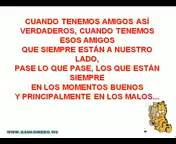 CUANDO TENEMOS AMIGOS ASÍ
VERDADEROS, CUANDO TENEMOS
ESOS AMIGOS
QUE SIEMPRE ESTÁN A NUESTRO
LADO,
PASE LO QUE PASE, LOS QUE ESTÁN
SIEMPRE
EN LOS MOMENTOS BUENOS
Y PRINCIPALMENTE EN LOS MALOS...